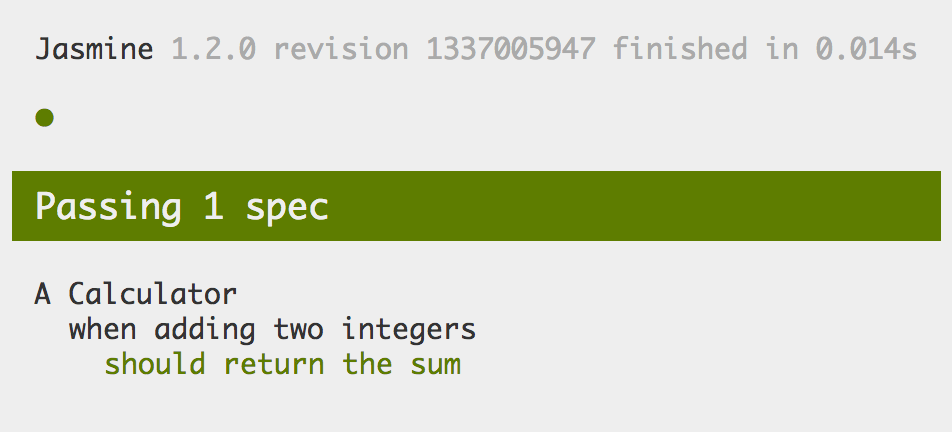 Jasmine 1.2.0 revision 1337005947 finished in 0.014s
Passing 1 spec
A Calculator
when adding two integers
should return the sum